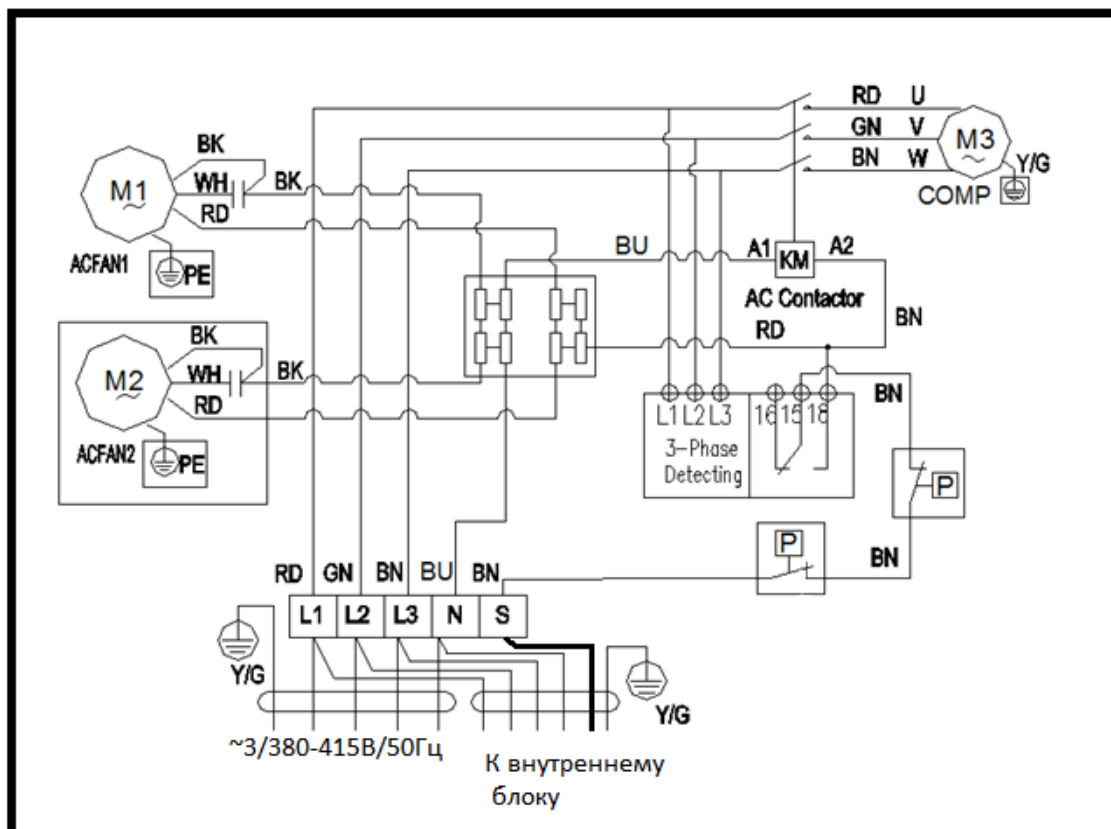 RD U
GN V
BN W
M3
~
Y/G
COMP
BK
M1
~
WH
BK
RD
ACFAN1
PE
BU
A1
KM
A2
AC Contactor
RD
BN
BK
M2
~
WH
BK
RD
ACFAN2
PE
L1 L2 L3
16 15 18
3-Phase
Detecting
BN
P
P
BN
RD GN BN BU BN
L1 L2 L3 N S
Y/G
Y/G
~3/380-415В/50Гц
К внутреннему
блоку